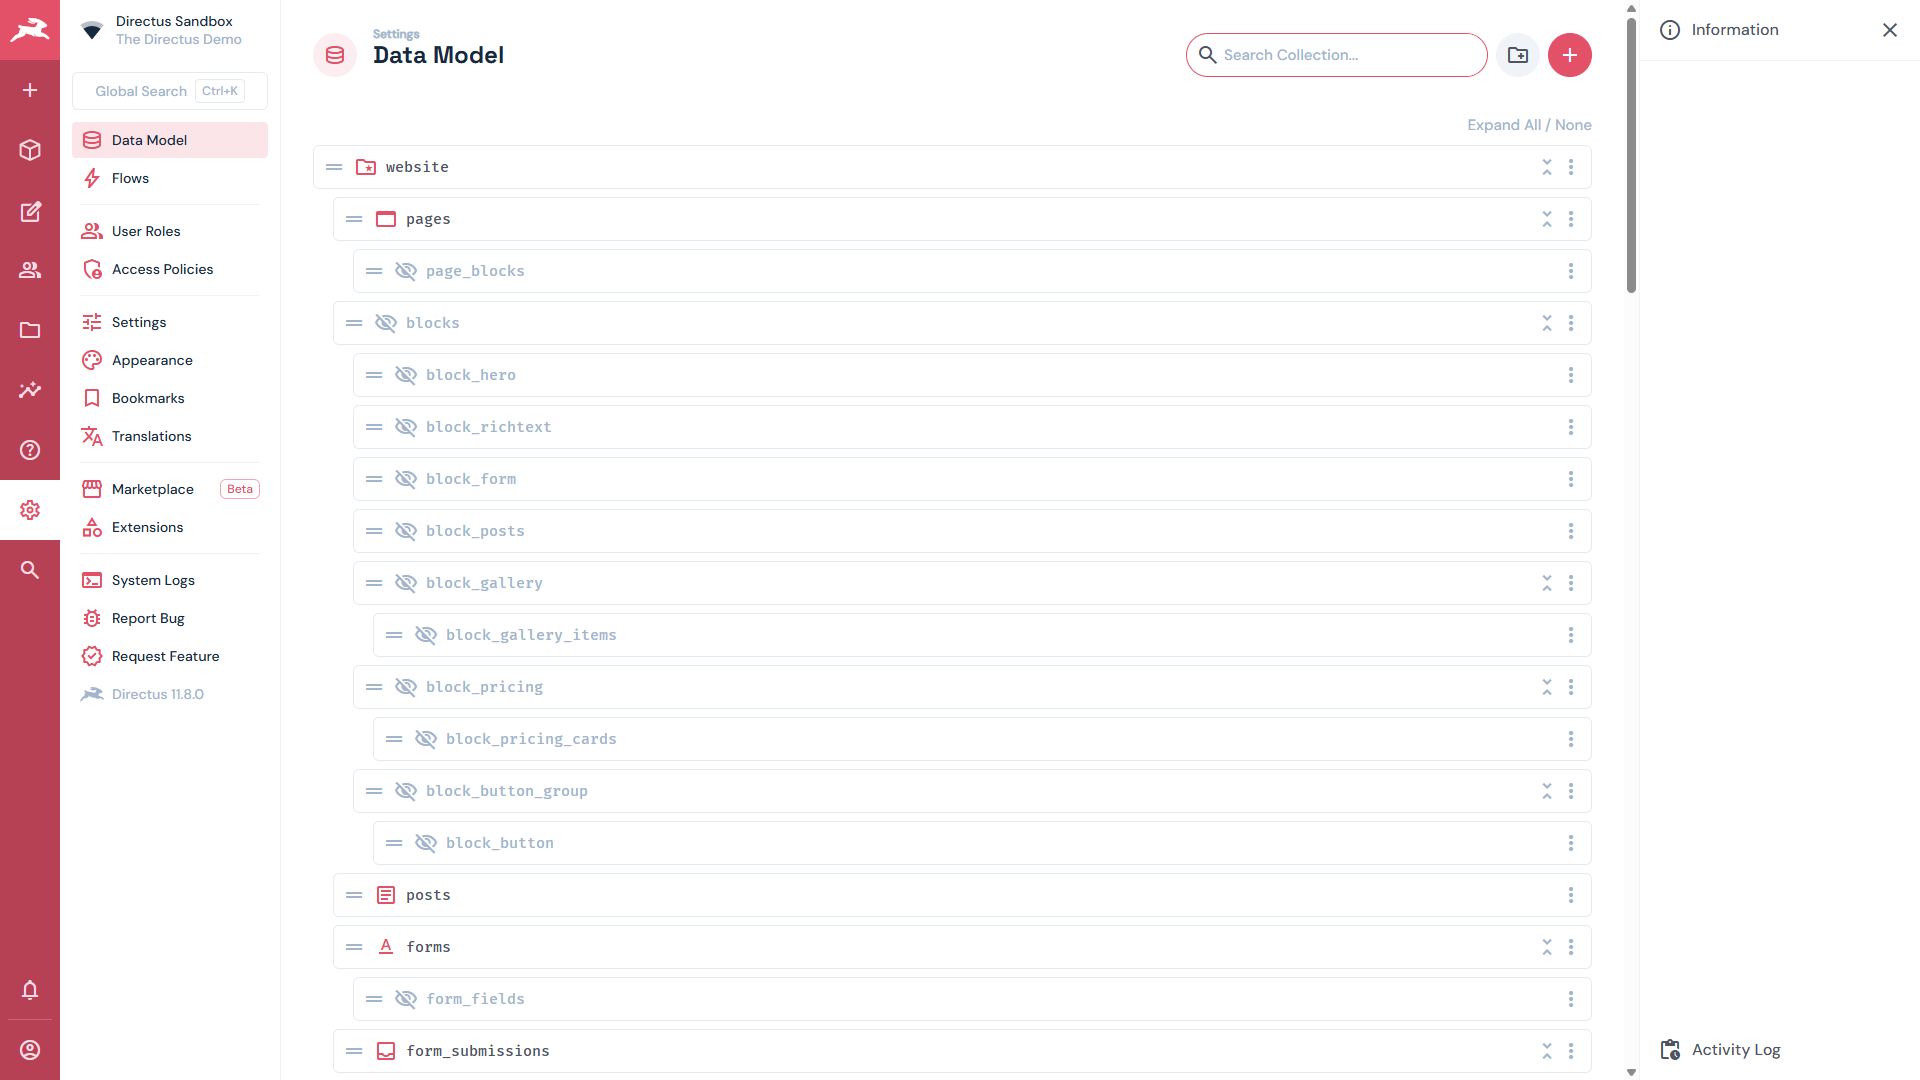 Directus Sandbox
The Directus Demo
Global Search Ctrl+K
Data Model
Flows
User Roles
Access Policies
Settings
Appearance
Bookmarks
Translations
Marketplace Beta
Extensions
System Logs
Report Bug
Request Feature
Directus 11.8.0
Settings
Data Model
Search Collection...
Expand All / None
website
pages
page_blocks
blocks
block_hero
block_richtext
block_form
block_posts
block_gallery
block_gallery_items
block_pricing
block_pricing_cards
block_button_group
block_button
posts
forms
form_fields
form_submissions
Information
Activity Log